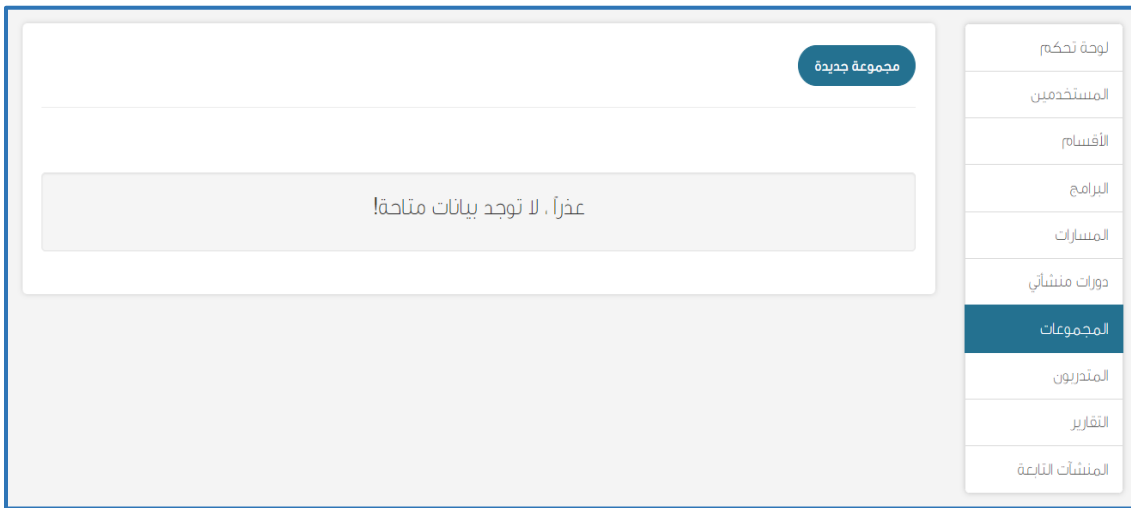 لوحة تحكم
المستخدمين
الأقسام
البرامج
المسارات
دورات منشأتي
المجموعات
المتدربون
التقارير
المنشآت التابعة
مجموعة جديدة
عذراً ، لا توجد بيانات متاحة!